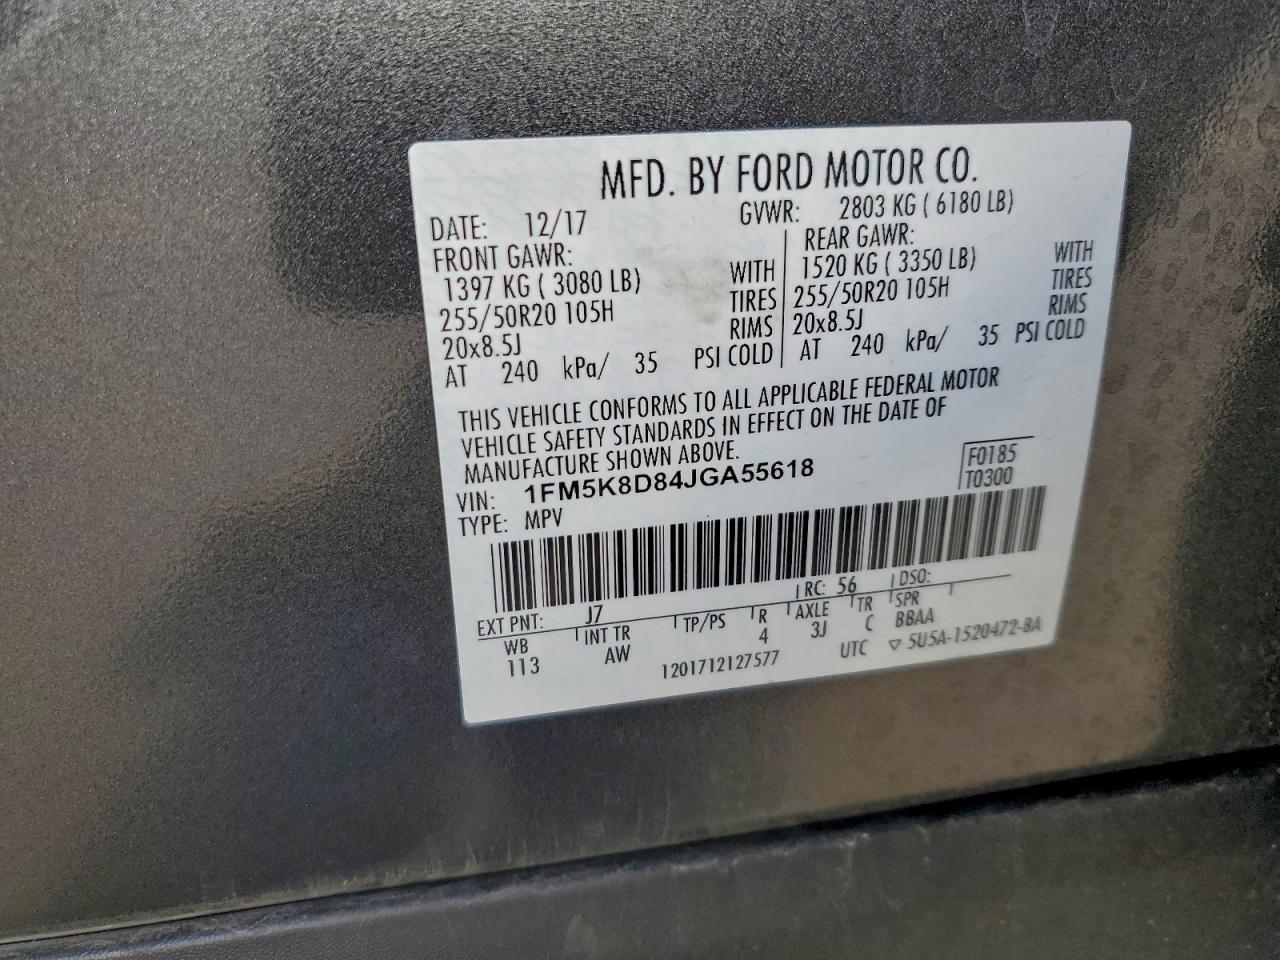 MFD. BY FORD MOTOR CO.
DATE: 12/17 GVWR: 2803 KG ( 6180 LB)
FRONT GAWR: REAR GAWR:
1397 KG ( 3080 LB) WITH 1520 KG ( 3350 LB) WITH
255/50R20 105H TIRES 255/50R20 105H TIRES
20x8.5J RIMS 20x8.5J RIMS
AT 240 kPa/ 35 PSI COLD AT 240 kPa/ 35 PSI COLD
THIS VEHICLE CONFORMS TO ALL APPLICABLE FEDERAL MOTOR
VEHICLE SAFETY STANDARDS IN EFFECT ON THE DATE OF
MANUFACTURE SHOWN ABOVE.
VIN: 1FM5K8D84JGA55618 F0185
TYPE: MPV T0300
EXT PNT: J7 RC: 56 DSO:
WB INT TR TP/PS R AXLE TR SPR
113 AW 4 3J C BBAA
1201712127577 UTC ▽ 5U5A-1520472-BA